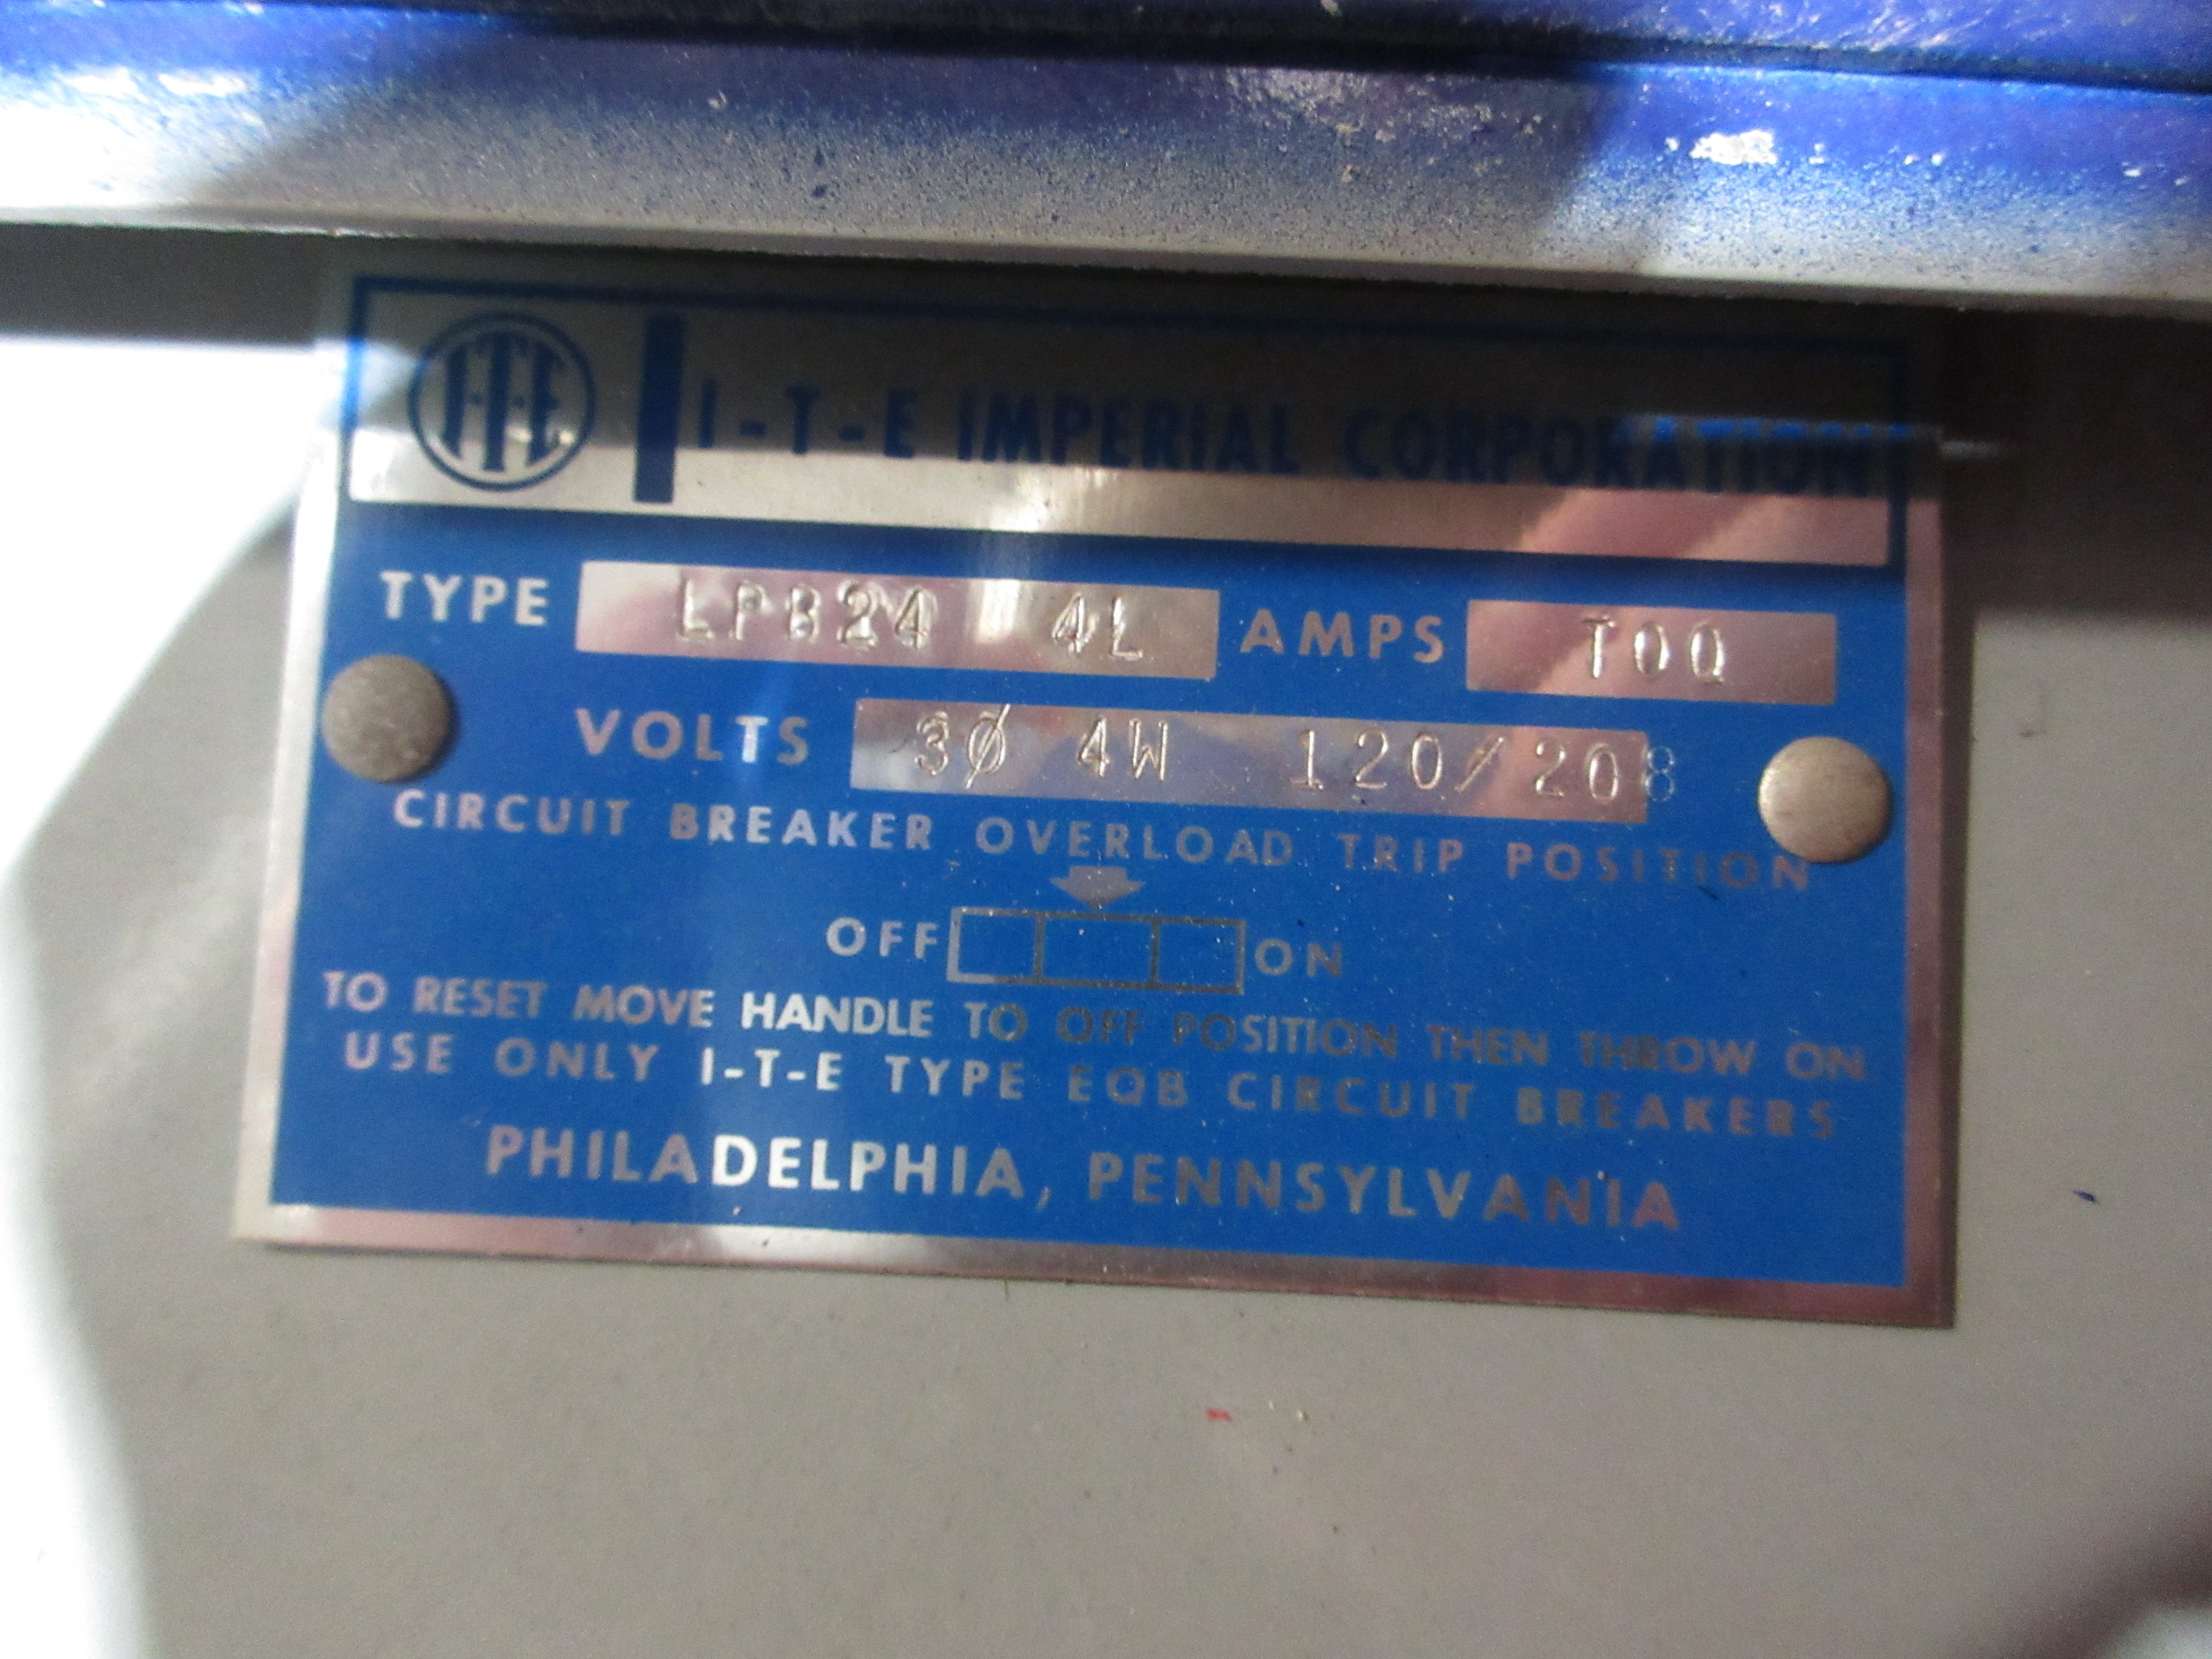 I-T-E I-T-E IMPERIAL CORPORATION
TYPE LPB24 4L AMPS TOQ
VOLTS 3Ø 4W 120/208
CIRCUIT BREAKER OVERLOAD TRIP POSITION
OFF ON
TO RESET MOVE HANDLE TO OFF POSITION THEN THROW ON
USE ONLY I-T-E TYPE EQB CIRCUIT BREAKERS
PHILADELPHIA, PENNSYLVANIA